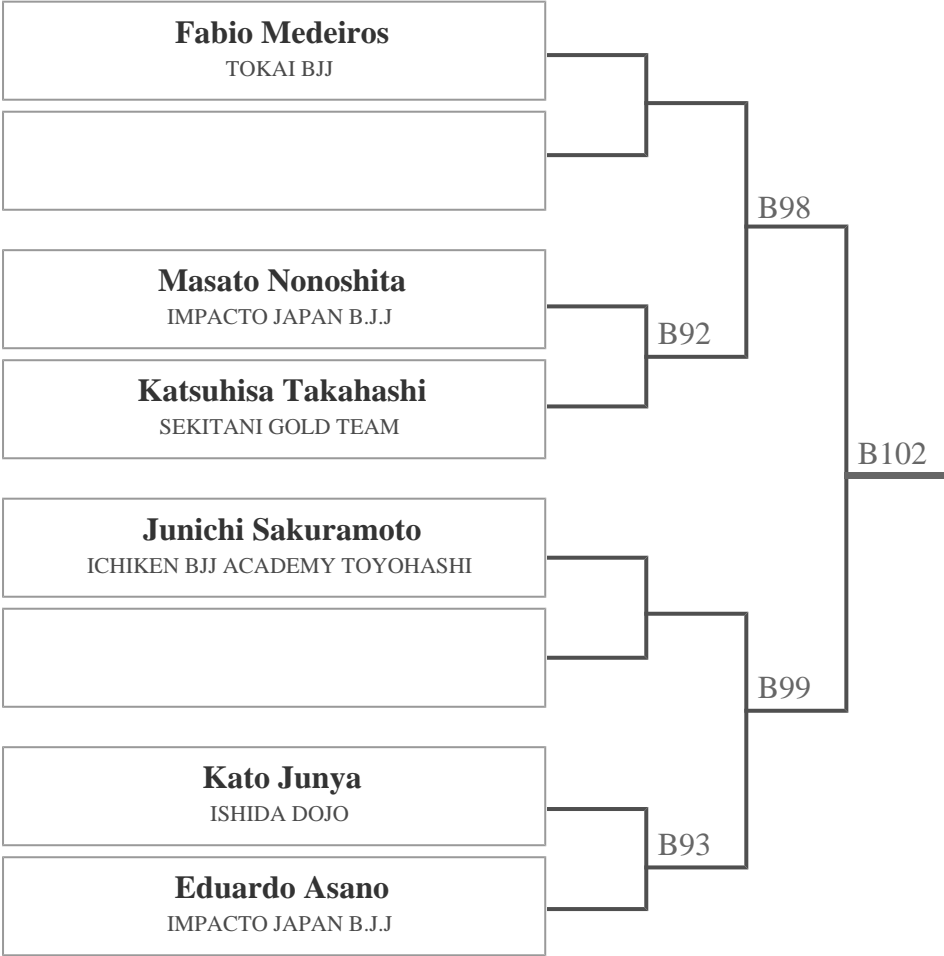 Fabio Medeiros
TOKAI BJJ
B98
Masato Nonoshita
IMPACTO JAPAN B.J.J
B92
Katsuhisa Takahashi
SEKITANI GOLD TEAM
B102
Junichi Sakuramoto
ICHIKEN BJJ ACADEMY TOYOHASHI
B99
Kato Junya
ISHIDA DOJO
B93
Eduardo Asano
IMPACTO JAPAN B.J.J